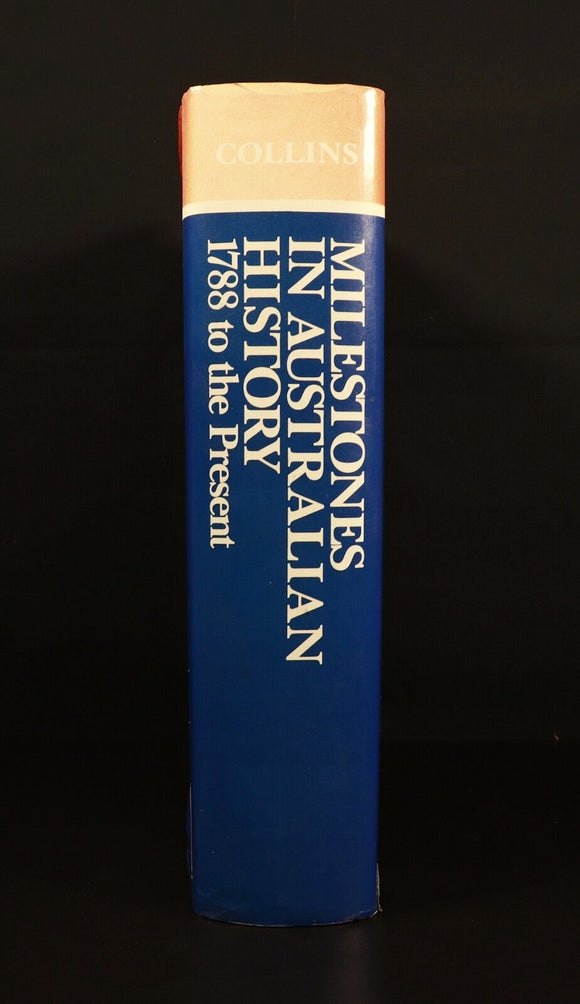 COLLINS
MILESTONES
IN AUSTRALIAN
HISTORY
1788 to the Present